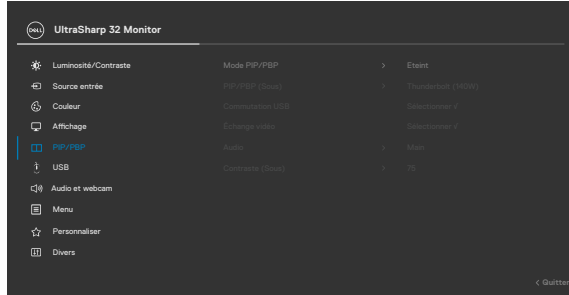 DELL UltraSharp 32 Monitor
Luminosité/Contraste Mode PIP/PBP > Eteint
Source entrée PIP/PBP (Sous) > Thunderbolt (140W)
Couleur Commutation USB Sélectionner √
Affichage Echange vidéo Sélectionner √
PIP/PBP Audio > Main
USB Contraste (Sous) > 75
Audio et webcam
Menu
Personnaliser
Divers
< Quitter